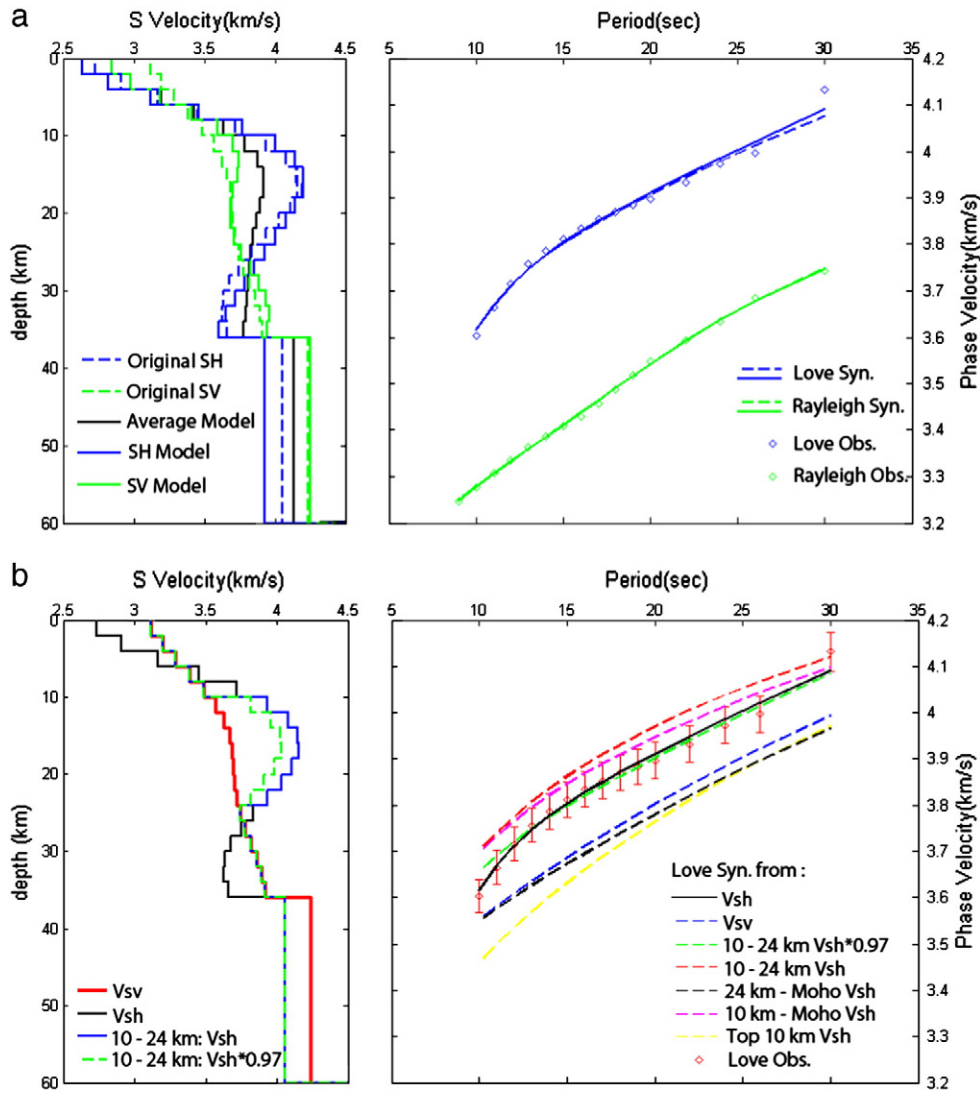 a
S Velocity(km/s)
2.5 3 3.5 4 4.5
0
10
20
30
40
50
60
depth (km)
Original SH
Original SV
Average Model
SH Model
SV Model
Period(sec)
5 10 15 20 25 30 35
4.2
4.1
4
3.9
3.8
3.7
3.6
3.5
3.4
3.3
3.2
Phase Velocity(km/s)
Love Syn.
Rayleigh Syn.
Love Obs.
Rayleigh Obs.
b
S Velocity(km/s)
2.5 3 3.5 4 4.5
0
10
20
30
40
50
60
depth (km)
Vsv
Vsh
10 - 24 km: Vsh
10 - 24 km: Vsh*0.97
Period(sec)
5 10 15 20 25 30 35
4.2
4.1
4
3.9
3.8
3.7
3.6
3.5
3.4
3.3
3.2
Phase Velocity(km/s)
Love Syn. from :
Vsh
Vsv
10 - 24 km Vsh*0.97
10 - 24 km Vsh
24 km - Moho Vsh
10 km - Moho Vsh
Top 10 km Vsh
Love Obs.